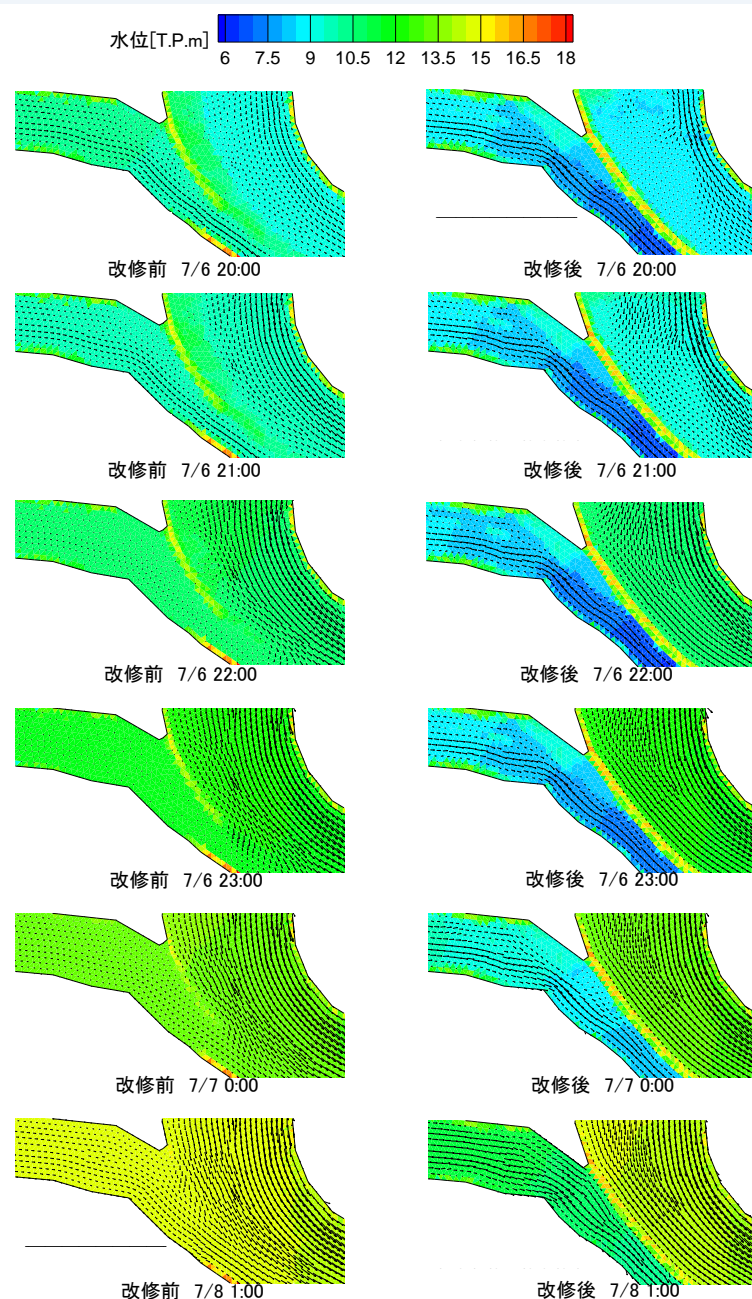 水位[T.P.m]
6 7.5 9 10.5 12 13.5 15 16.5 18
改修前 7/6 20:00
改修後 7/6 20:00
改修前 7/6 21:00
改修後 7/6 21:00
改修前 7/6 22:00
改修後 7/6 22:00
改修前 7/6 23:00
改修後 7/6 23:00
改修前 7/7 0:00
改修後 7/7 0:00
改修前 7/8 1:00
改修後 7/8 1:00